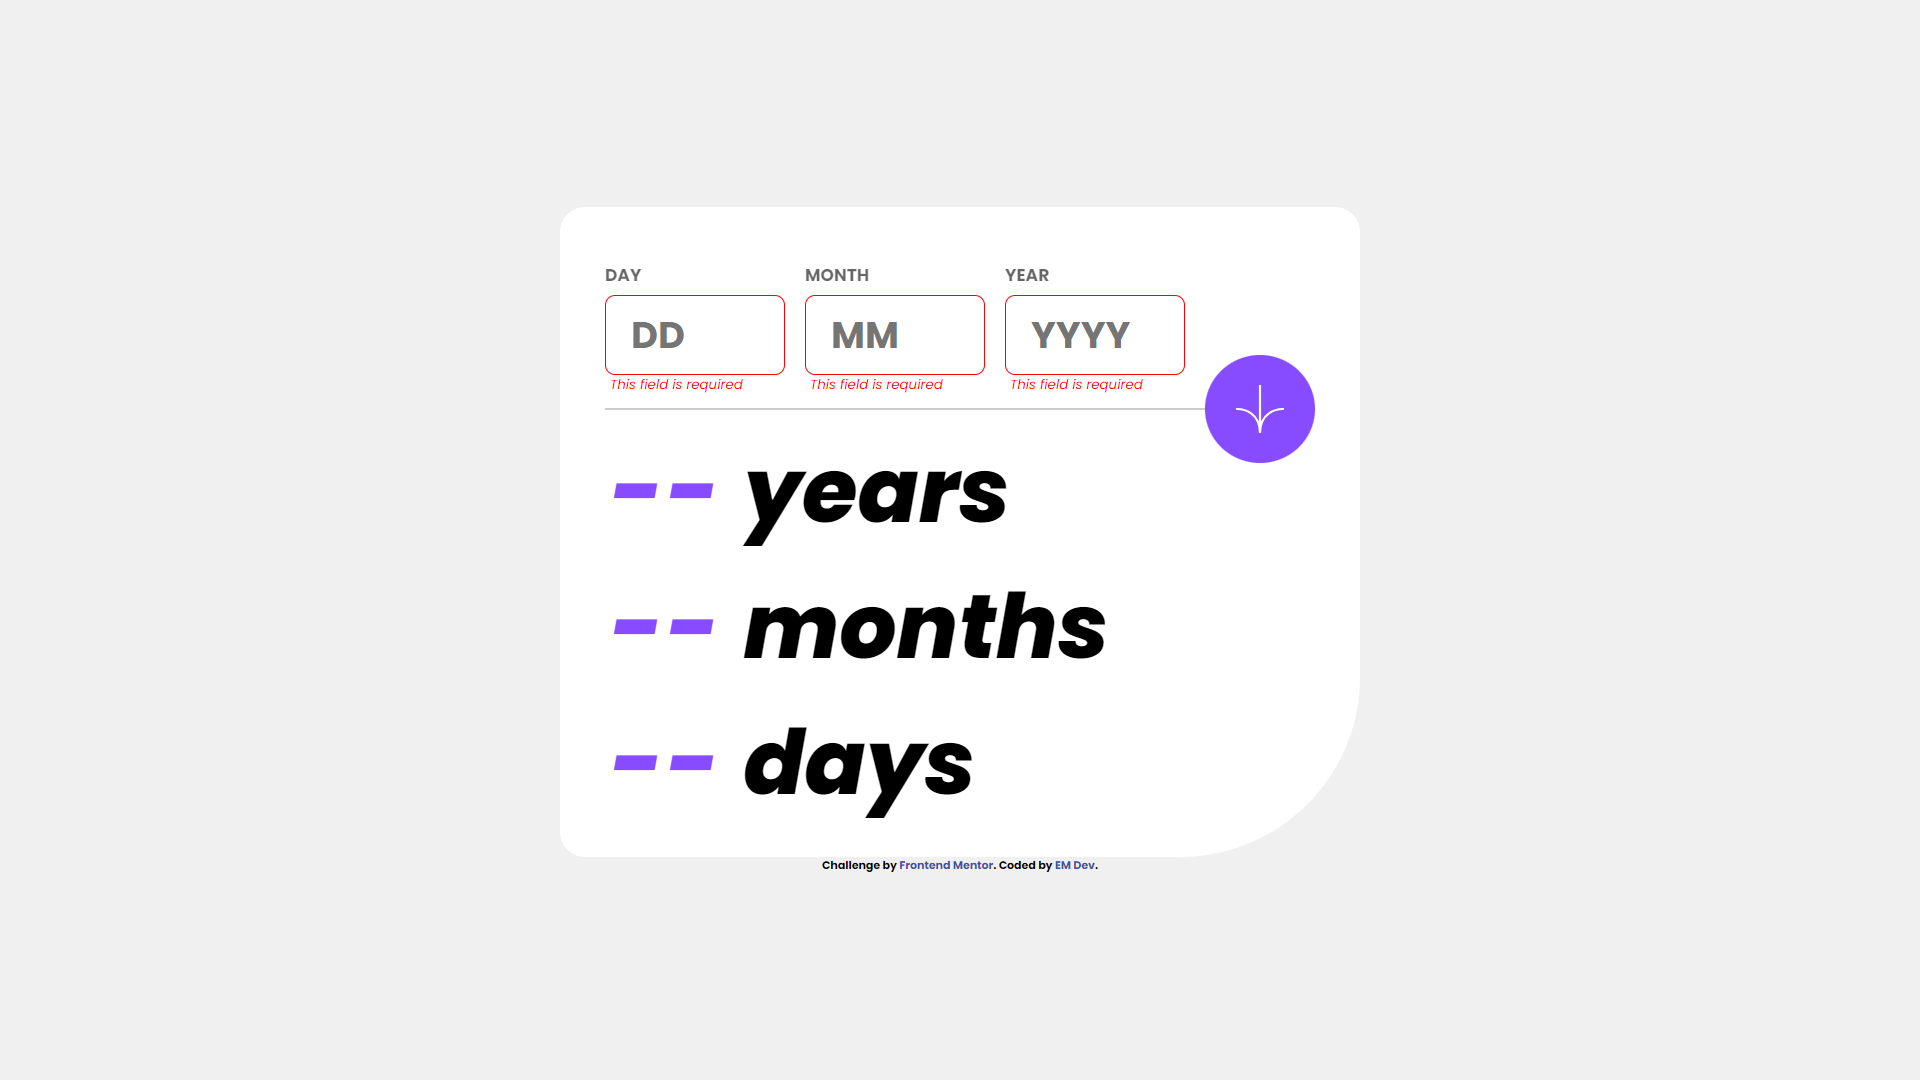 DAY MONTH YEAR
DD MM YYYY
This field is required This field is required This field is required
-- years
-- months
-- days
Challenge by Frontend Mentor. Coded by EM Dev.